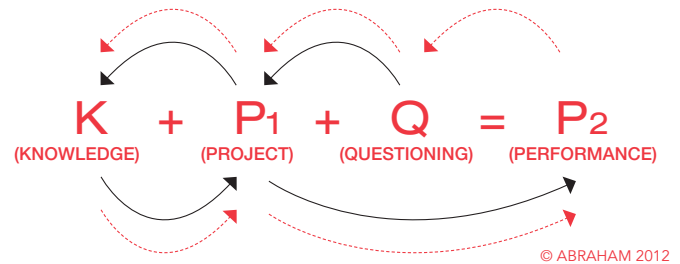 K + P1 + Q = P2
(KNOWLEDGE) (PROJECT) (QUESTIONING) (PERFORMANCE)
© ABRAHAM 2012